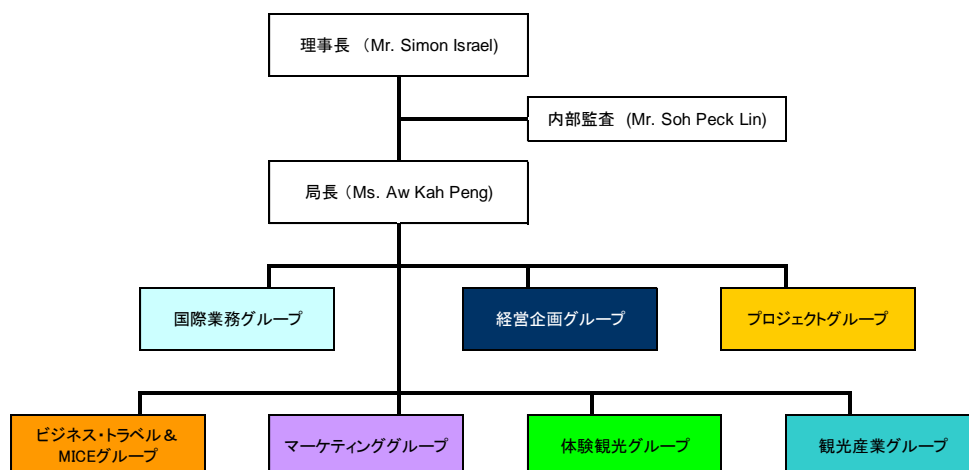 理事長 (Mr. Simon Israel)
内部監査 (Mr. Soh Peck Lin)
局長 (Ms. Aw Kah Peng)
国際業務グループ
経営企画グループ
プロジェクトグループ
ビジネス・トラベル&
MICEグループ
マーケティンググループ
体験観光グループ
観光産業グループ